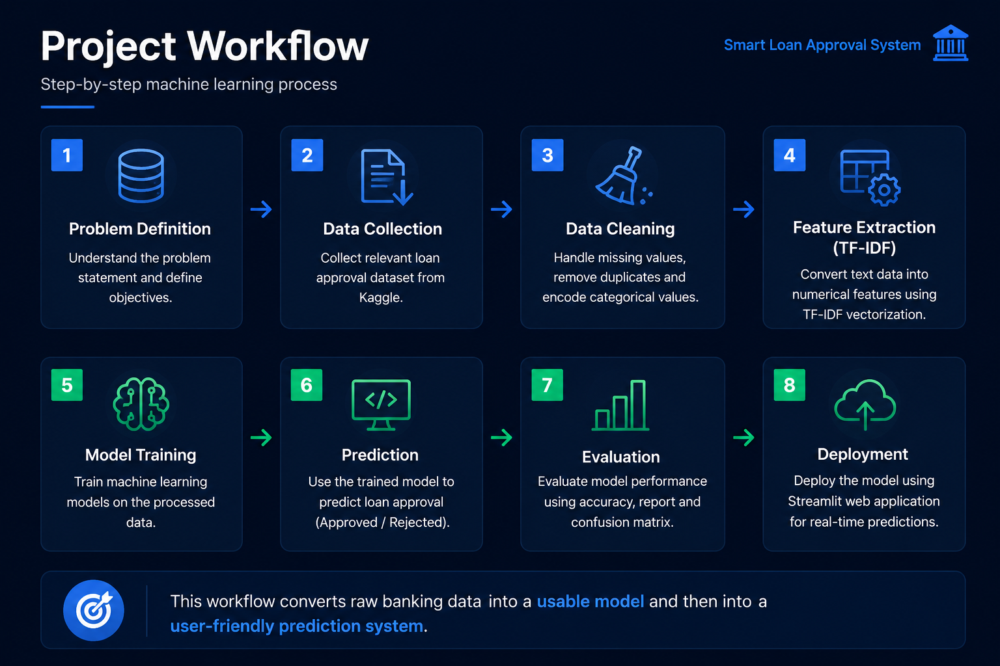 Project Workflow
Smart Loan Approval System
Step-by-step machine learning process
1
Problem Definition
Understand the problem
statement and define
objectives.
2
Data Collection
Collect relevant loan
approval dataset from
Kaggle.
3
Data Cleaning
Handle missing values,
remove duplicates and
encode categorical values.
4
Feature Extraction
(TF-IDF)
Convert text data into
numerical features using
TF-IDF vectorization.
5
Model Training
Train machine learning
models on the processed
data.
6
</>
Prediction
Use the trained model to
predict loan approval
(Approved / Rejected).
7
Evaluation
Evaluate model performance
using accuracy, report and
confusion matrix.
8
Deployment
Deploy the model using
Streamlit web application
for real-time predictions.
This workflow converts raw banking data into a usable model and then into a
user-friendly prediction system.